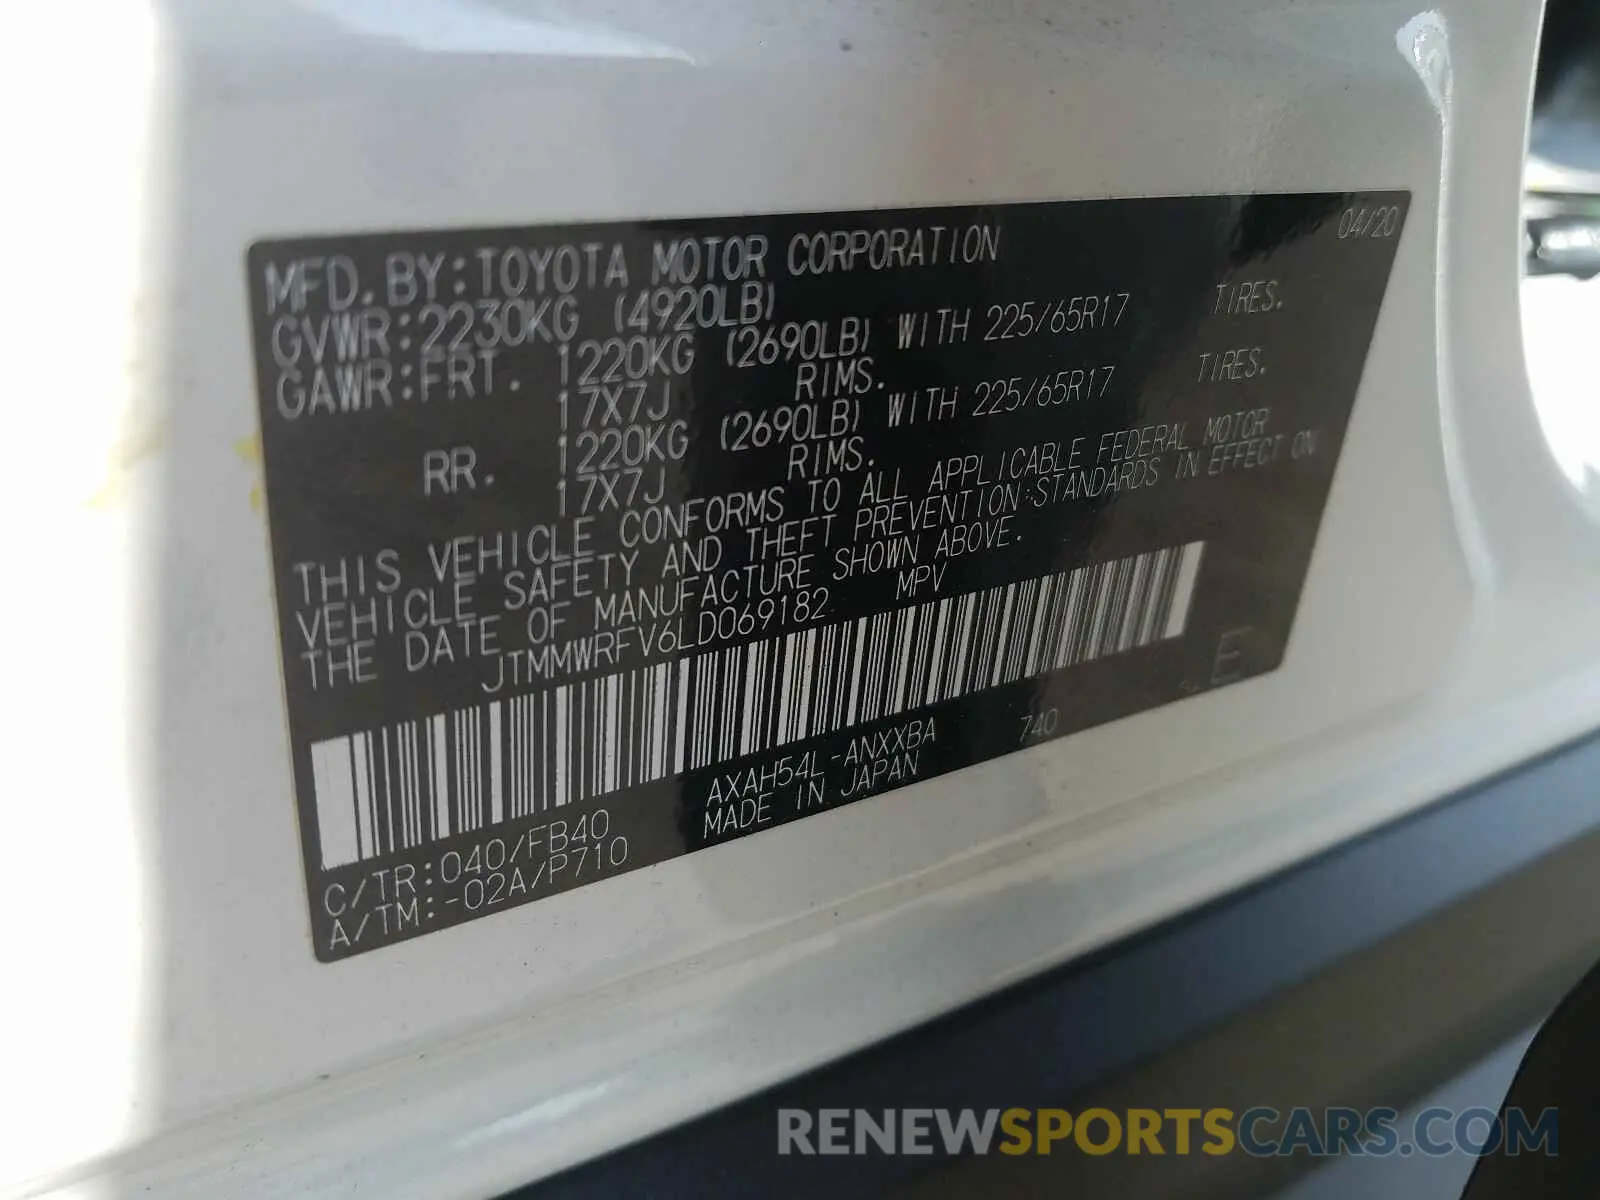 04/20
MFD. BY:TOYOTA MOTOR CORPORATION
GVWR:2230KG (4920LB)
GAWR:FRT. 1220KG (2690LB) WITH 225/65R17 TIRES.
17X7J RIMS.
RR. 1220KG (2690LB) WITH 225/65R17 TIRES.
17X7J RIMS.
THIS VEHICLE CONFORMS TO ALL APPLICABLE FEDERAL MOTOR
VEHICLE SAFETY AND THEFT PREVENTION STANDARDS IN EFFECT ON
THE DATE OF MANUFACTURE SHOWN ABOVE.
JTMMWRFV6LD069182 MPV
E
AXAH54L-ANXXBA 740
MADE IN JAPAN
C/TR:040/FB40
A/TM:-02A/P710
RENEWSPORTSCARS.COM